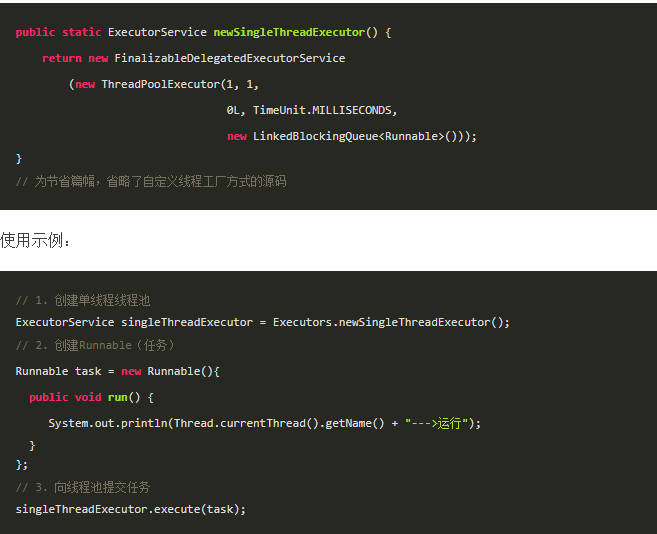 public static ExecutorService newSingleThreadExecutor() {
    return new FinalizableDelegatedExecutorService
        (new ThreadPoolExecutor(1, 1,
                                0L, TimeUnit.MILLISECONDS,
                                new LinkedBlockingQueue<Runnable>()));
}
// 为节省篇幅，省略了自定义线程工厂方式的源码
使用示例：
// 1. 创建单线程线程池
ExecutorService singleThreadExecutor = Executors.newSingleThreadExecutor();
// 2. 创建Runnable（任务）
Runnable task = new Runnable(){
  public void run() {
     System.out.println(Thread.currentThread().getName() + "--->运行");
  }
};
// 3. 向线程池提交任务
singleThreadExecutor.execute(task);